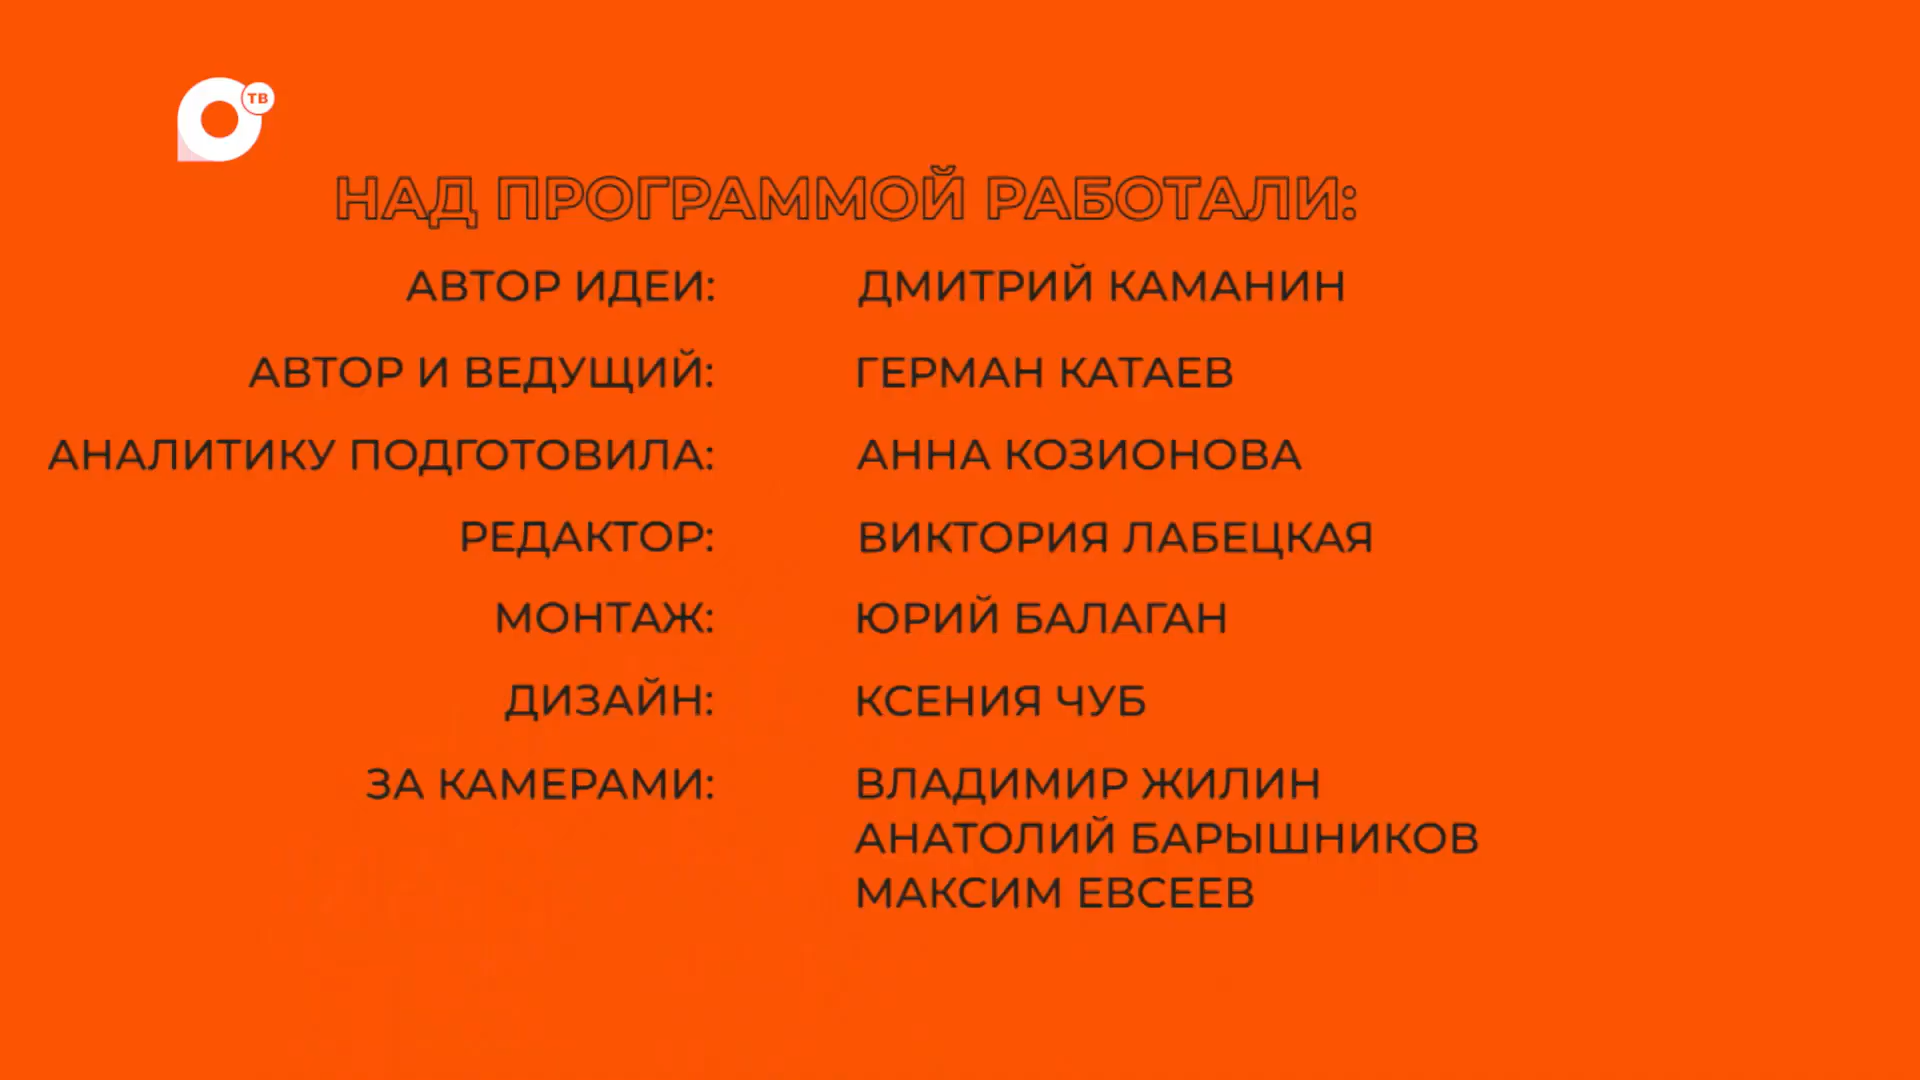 ТВ
НАД ПРОГРАММОЙ РАБОТАЛИ:
АВТОР ИДЕИ: ДМИТРИЙ КАМАНИН
АВТОР И ВЕДУЩИЙ: ГЕРМАН КАТАЕВ
АНАЛИТИКУ ПОДГОТОВИЛА: АННА КОЗИОНОВА
РЕДАКТОР: ВИКТОРИЯ ЛАБЕЦКАЯ
МОНТАЖ: ЮРИЙ БАЛАГАН
ДИЗАЙН: КСЕНИЯ ЧУБ
ЗА КАМЕРАМИ: ВЛАДИМИР ЖИЛИН
АНАТОЛИЙ БАРЫШНИКОВ
МАКСИМ ЕВСЕЕВ